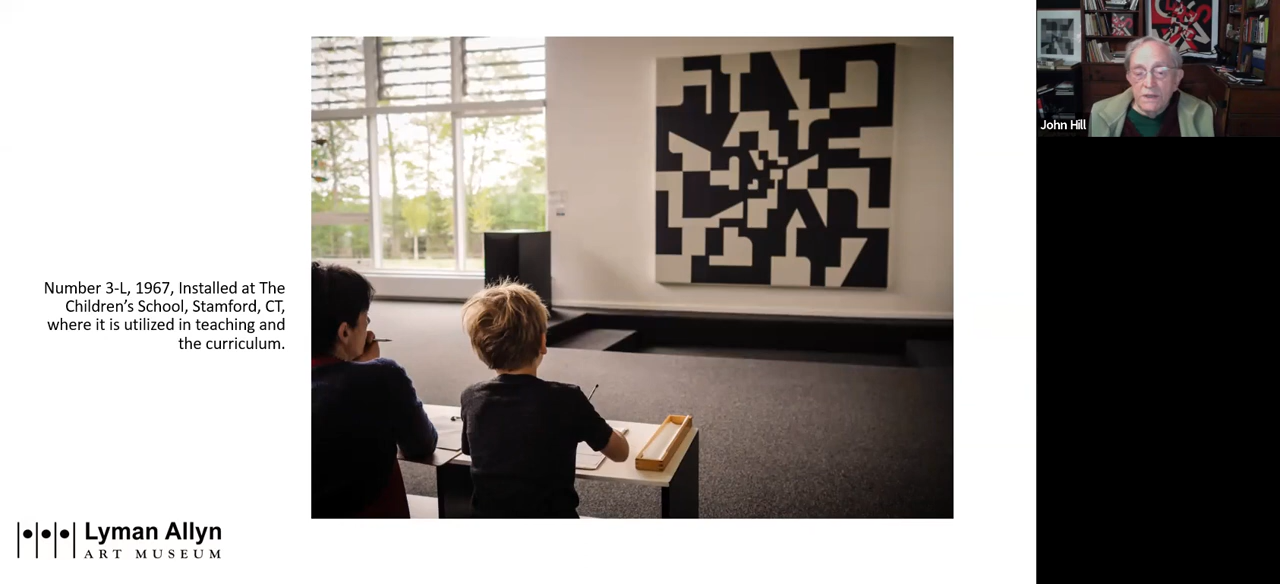 Number 3-L, 1967, Installed at The
Children’s School, Stamford, CT,
where it is utilized in teaching and
the curriculum.
Lyman Allyn
ART MUSEUM
John Hill